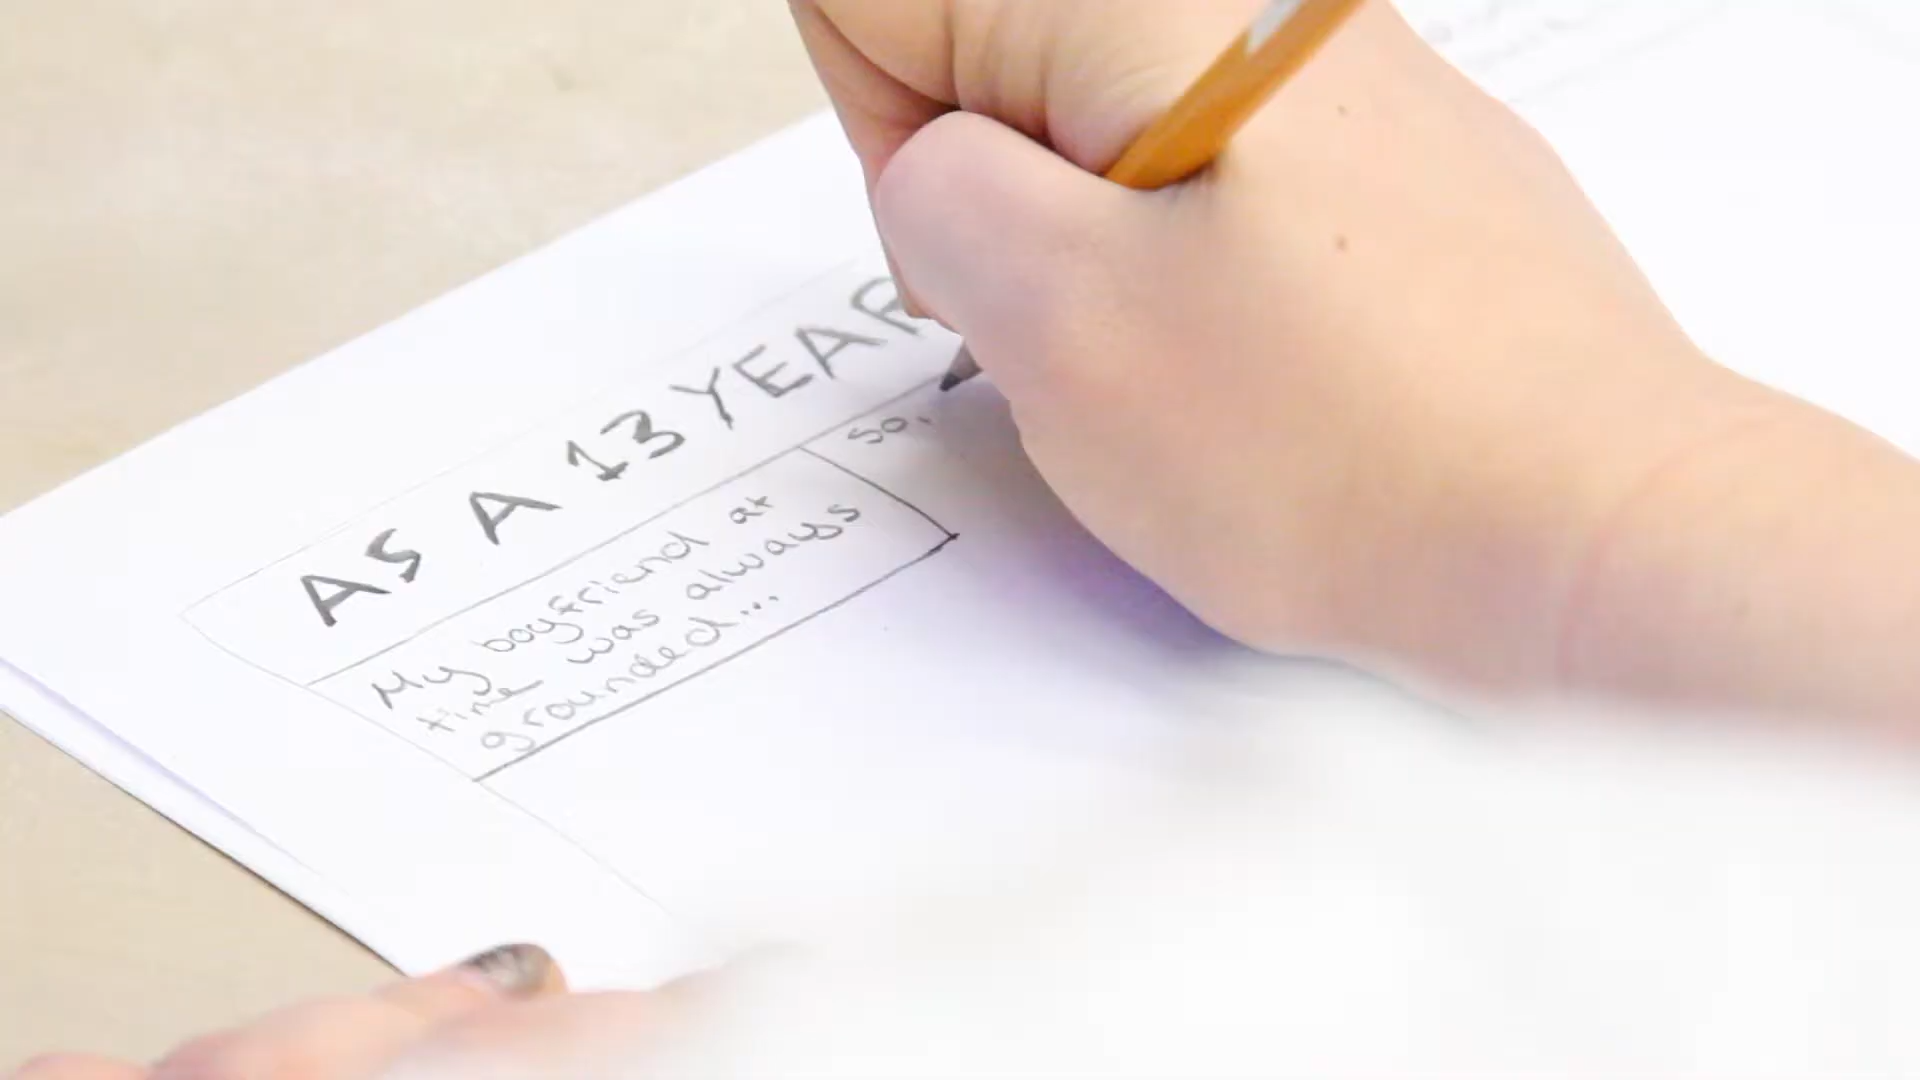 AS A 13 YEAR
My boyfriend at
time was always
grounded...
so,